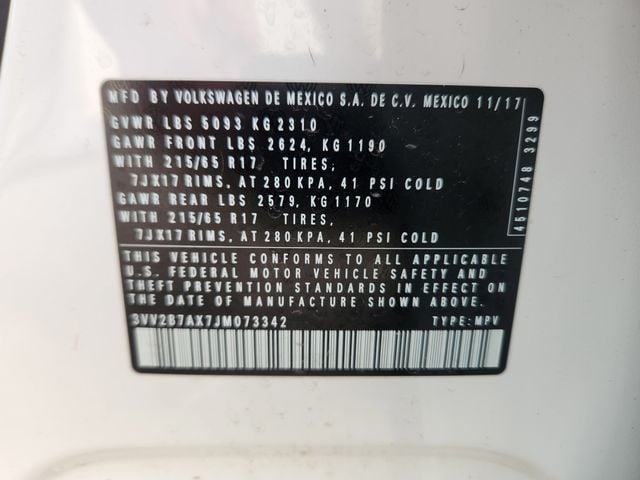 MFD BY VOLKSWAGEN DE MEXICO S.A. DE C.V. MEXICO 11/17
GVWR LBS 5093 KG 2310
GAWR FRONT LBS 2624, KG 1190
WITH 215/65 R17 TIRES,
7JX17 RIMS, AT 280 KPA, 41 PSI COLD
GAWR REAR LBS 2579, KG 1170
WITH 215/65 R17 TIRES,
7JX17 RIMS, AT 280 KPA, 41 PSI COLD
THIS VEHICLE CONFORMS TO ALL APPLICABLE
U.S. FEDERAL MOTOR VEHICLE SAFETY AND
THEFT PREVENTION STANDARDS IN EFFECT ON
THE DATE OF MANUFACTURE SHOWN ABOVE.
3VV2B7AX7JM073342 TYPE: MPV
4510748 3299